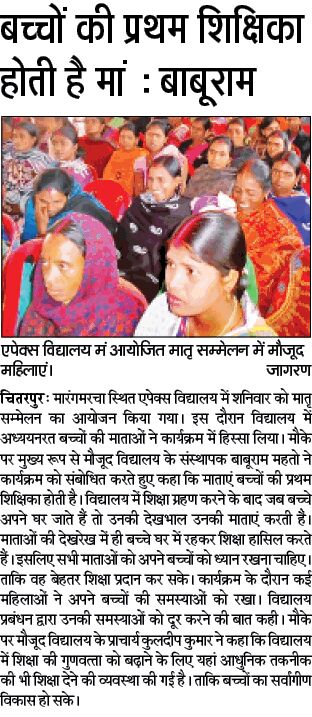 बच्चों की प्रथम शिक्षिका
होती है मां : बाबूराम
एपेक्स विद्यालय मं आयोजित मातृ सम्मेलन में मौजूद
महिलाएं। जागरण
चितरपुर: मारंगमरचा स्थित एपेक्स विद्यालय में शनिवार को मातृ
सम्मेलन का आयोजन किया गया। इस दौरान विद्यालय में
अध्ययनरत बच्चों की माताओं ने कार्यक्रम में हिस्सा लिया। मौके
पर मुख्य रूप से मौजूद विद्यालय के संस्थापक बाबूराम महतो ने
कार्यक्रम को संबोधित करते हुए कहा कि माताएं बच्चों की प्रथम
शिक्षिका होती है। विद्यालय में शिक्षा ग्रहण करने के बाद जब बच्चे
अपने घर जाते हैं तो उनकी देखभाल उनकी माताएं करती है।
माताओं की देखरेख में ही बच्चे घर में रहकर शिक्षा हासिल करते
हैं। इसलिए सभी माताओं को अपने बच्चों को ध्यान रखना चाहिए।
ताकि वह बेहतर शिक्षा प्रदान कर सके। कार्यक्रम के दौरान कई
महिलाओं ने अपने बच्चों की समस्याओं को रखा। विद्यालय
प्रबंधन द्वारा उनकी समस्याओं को दूर करने की बात कही। मौके
पर मौजूद विद्यालय के प्राचार्य कुलदीप कुमार ने कहा कि विद्यालय
में शिक्षा की गुणवत्ता को बढ़ाने के लिए यहां आधुनिक तकनीक
की भी शिक्षा देने की व्यवस्था की गई है। ताकि बच्चों का सर्वांगीण
विकास हो सके।